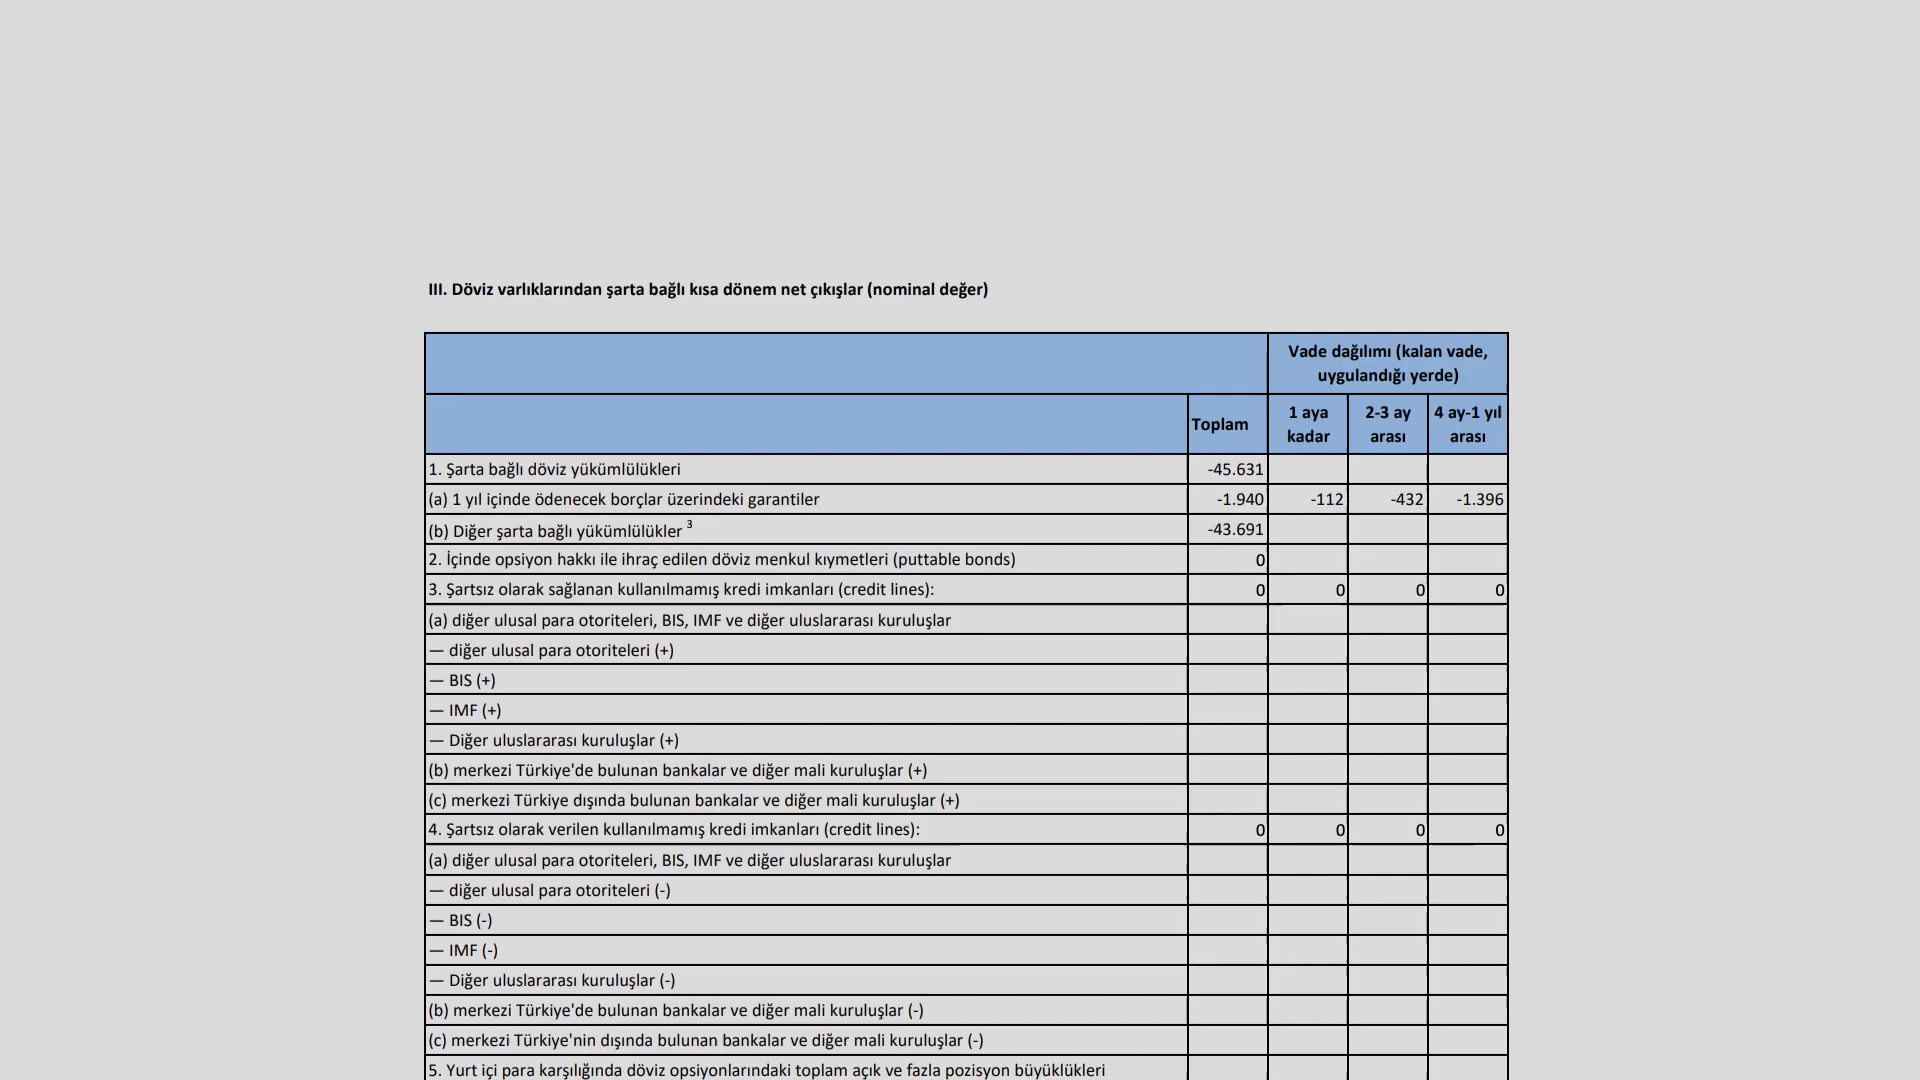 III. Döviz varlıklarından şarta bağlı kısa dönem net çıkışlar (nominal değer)
Vade dağılımı (kalan vade,
uygulandığı yerde)
Toplam
1 aya
kadar
2-3 ay
arası
4 ay-1 yıl
arası
1. Şarta bağlı döviz yükümlülükleri -45.631
(a) 1 yıl içinde ödenecek borçlar üzerindeki garantiler -1.940 -112 -432 -1.396
(b) Diğer şarta bağlı yükümlülükler ³ -43.691
2. İçinde opsiyon hakkı ile ihraç edilen döviz menkul kıymetleri (puttable bonds) 0
3. Şartsız olarak sağlanan kullanılmamış kredi imkanları (credit lines): 0 0 0 0
(a) diğer ulusal para otoriteleri, BIS, IMF ve diğer uluslararası kuruluşlar
— diğer ulusal para otoriteleri (+)
— BIS (+)
— IMF (+)
— Diğer uluslararası kuruluşlar (+)
(b) merkezi Türkiye'de bulunan bankalar ve diğer mali kuruluşlar (+)
(c) merkezi Türkiye dışında bulunan bankalar ve diğer mali kuruluşlar (+)
4. Şartsız olarak verilen kullanılmamış kredi imkanları (credit lines): 0 0 0 0
(a) diğer ulusal para otoriteleri, BIS, IMF ve diğer uluslararası kuruluşlar
— diğer ulusal para otoriteleri (-)
— BIS (-)
— IMF (-)
— Diğer uluslararası kuruluşlar (-)
(b) merkezi Türkiye'de bulunan bankalar ve diğer mali kuruluşlar (-)
(c) merkezi Türkiye'nin dışında bulunan bankalar ve diğer mali kuruluşlar (-)
5. Yurt içi para karşılığında döviz opsiyonlarındaki toplam açık ve fazla pozisyon büyüklükleri